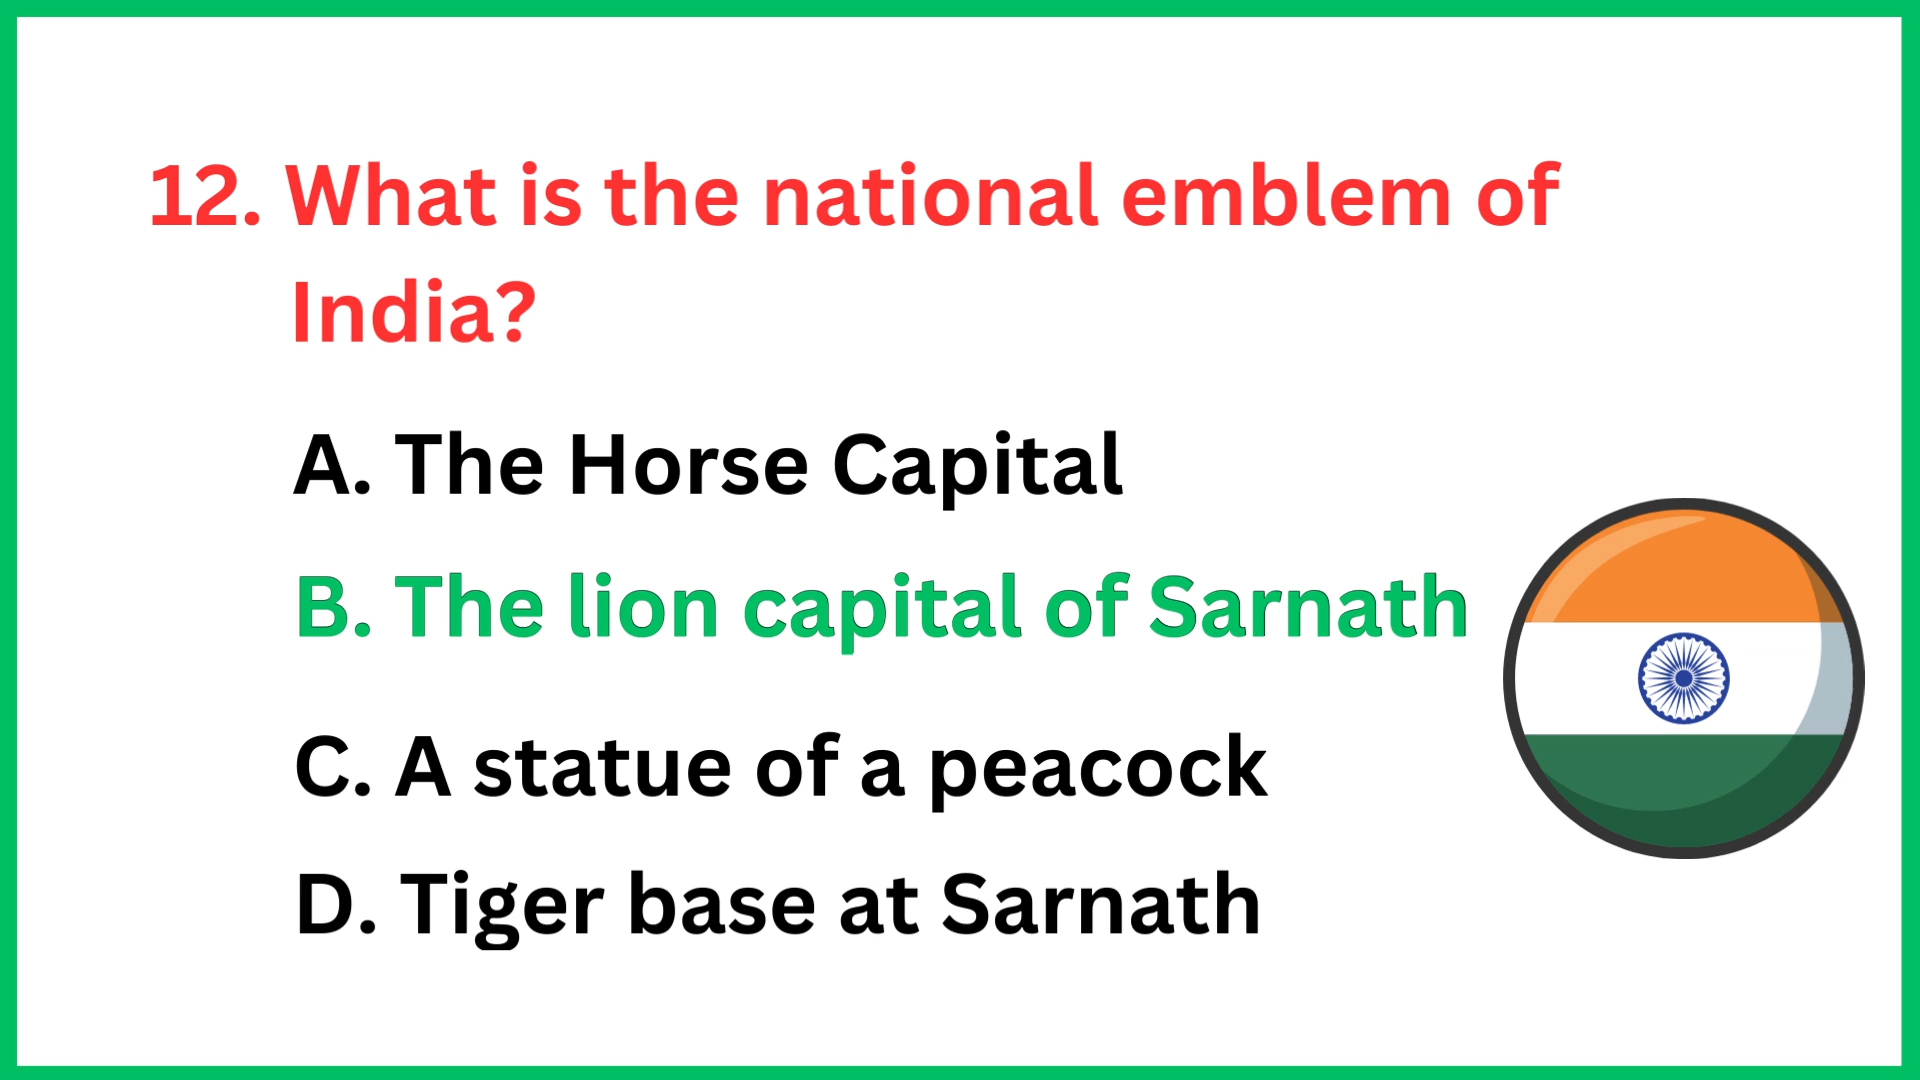 12. What is the national emblem of
India?
A. The Horse Capital
B. The lion capital of Sarnath
C. A statue of a peacock
D. Tiger base at Sarnath